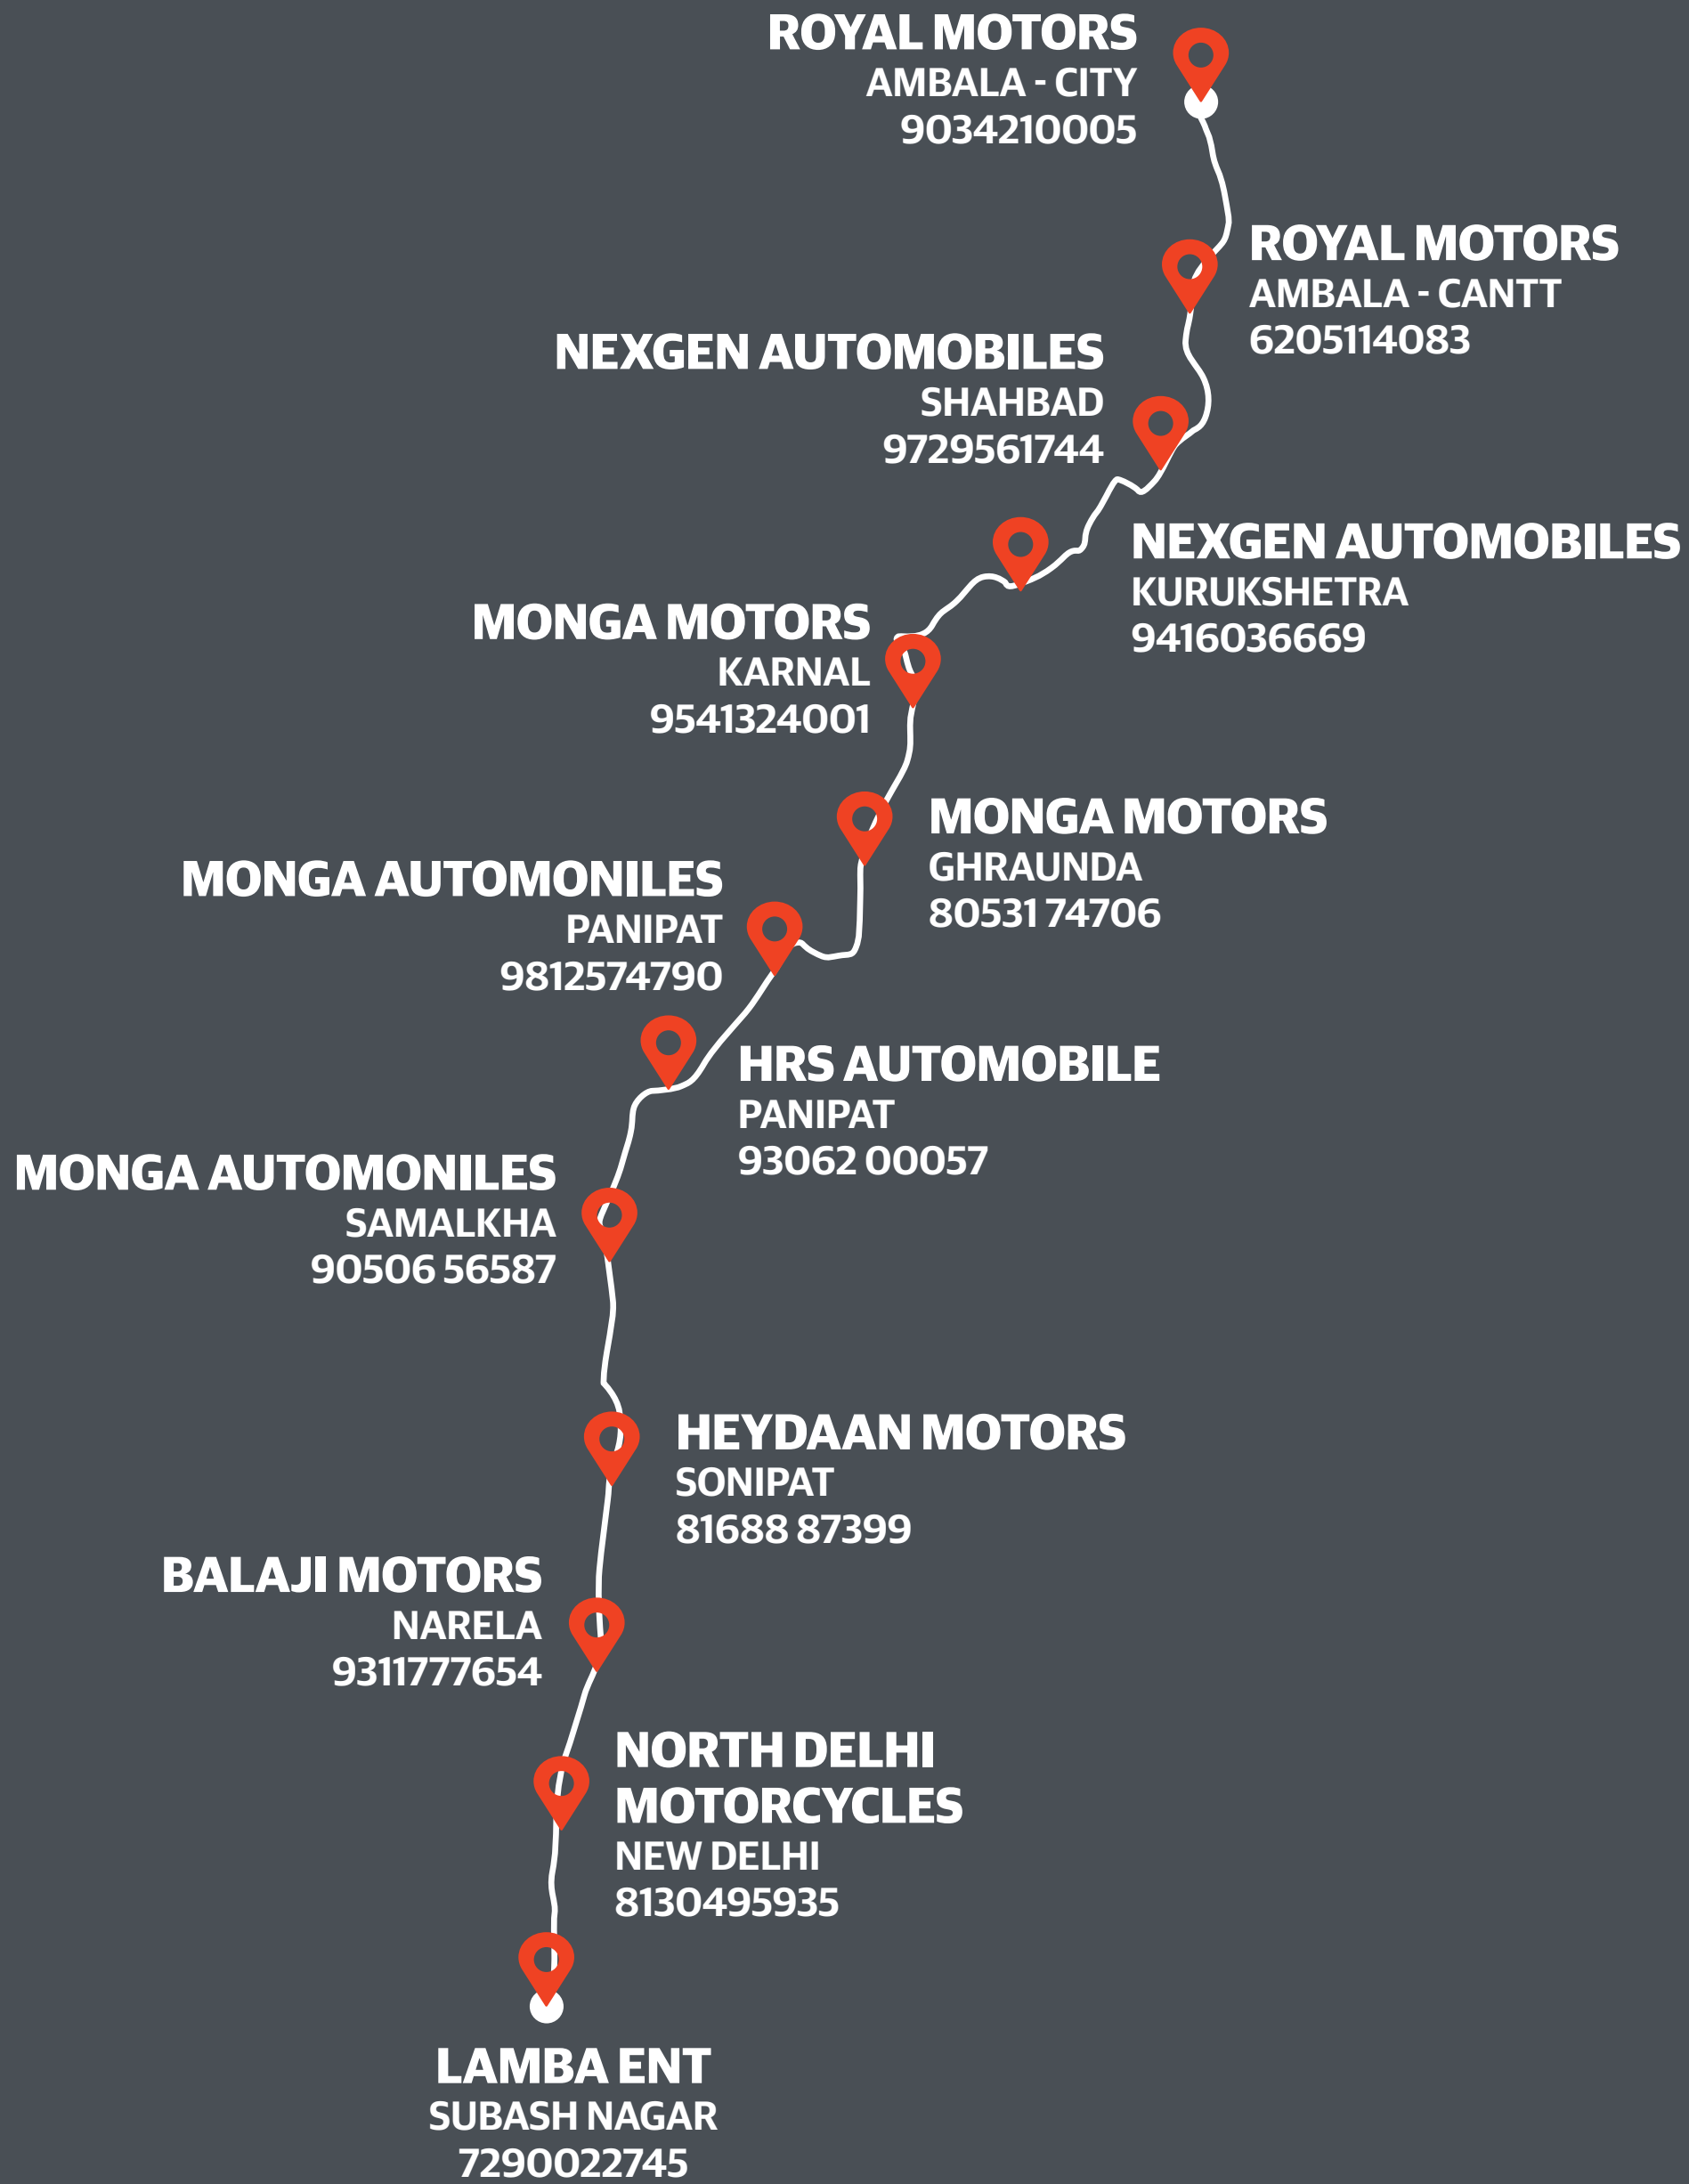 ROYAL MOTORS
AMBALA - CITY
9034210005
ROYAL MOTORS
AMBALA - CANTT
6205114083
NEXGEN AUTOMOBILES
SHAHBAD
9729561744
NEXGEN AUTOMOBILES
KURUKSHETRA
9416036669
MONGA MOTORS
KARNAL
9541324001
MONGA MOTORS
GHRAUNDA
80531 74706
MONGA AUTOMONILES
PANIPAT
9812574790
HRS AUTOMOBILE
PANIPAT
93062 00057
MONGA AUTOMONILES
SAMALKHA
90506 56587
HEYDAAN MOTORS
SONIPAT
81688 87399
BALAJI MOTORS
NARELA
9311777654
NORTH DELHI
MOTORCYCLES
NEW DELHI
8130495935
LAMBA ENT
SUBASH NAGAR
7290022745